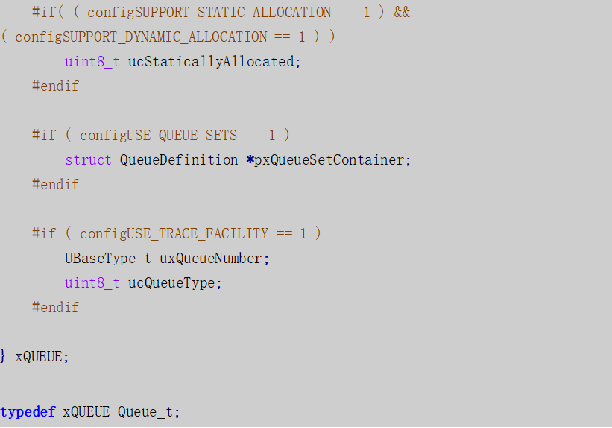 #if( ( configSUPPORT_STATIC_ALLOCATION == 1 ) &&
( configSUPPORT_DYNAMIC_ALLOCATION == 1 ) )
uint8_t ucStaticallyAllocated;
#endif
#if ( configUSE_QUEUE_SETS == 1 )
struct QueueDefinition *pxQueueSetContainer;
#endif
#if ( configUSE_TRACE_FACILITY == 1 )
UBaseType_t uxQueueNumber;
uint8_t ucQueueType;
#endif
} xQUEUE;
typedef xQUEUE Queue_t;